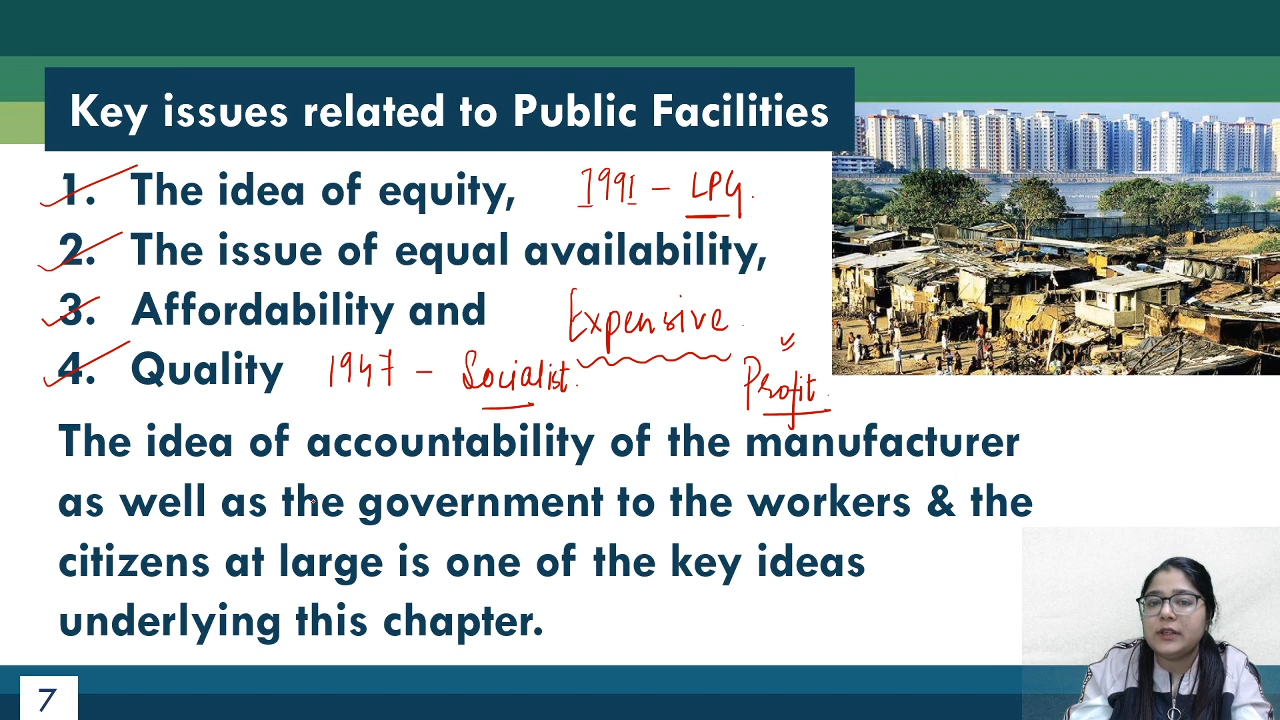 Key issues related to Public Facilities
1. The idea of equity, 1991 - LPG.
2. The issue of equal availability,
3. Affordability and Expensive.
4. Quality 1947 - Socialist. Profit.
The idea of accountability of the manufacturer
as well as the government to the workers & the
citizens at large is one of the key ideas
underlying this chapter.
7